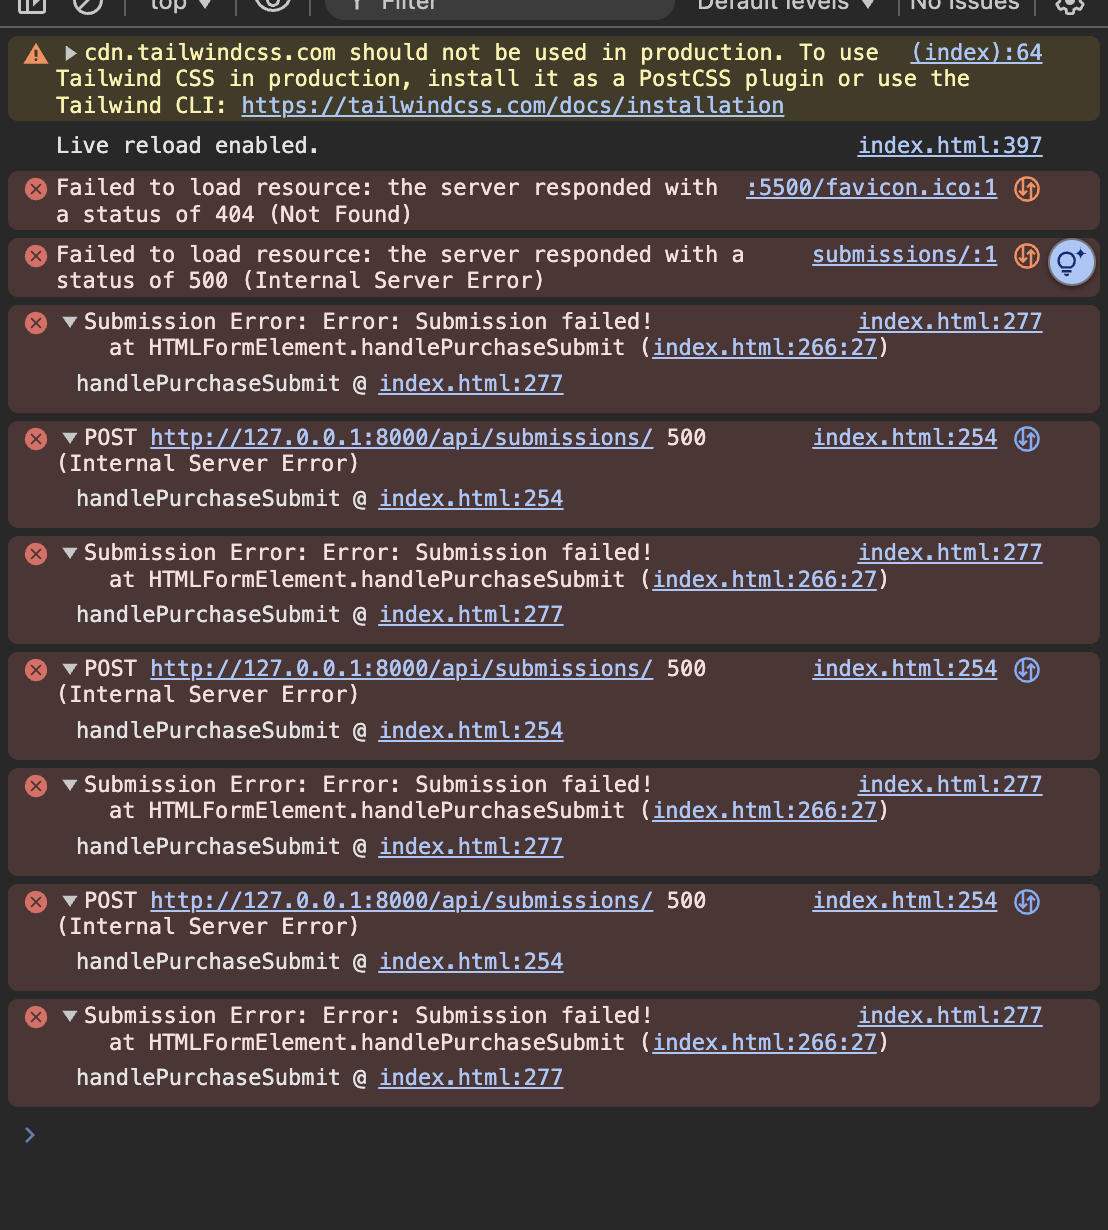 top ▼ Filter Default levels ▼ No Issues
▶ cdn.tailwindcss.com should not be used in production. To use (index):64
Tailwind CSS in production, install it as a PostCSS plugin or use the
Tailwind CLI: https://tailwindcss.com/docs/installation
Live reload enabled. index.html:397
Failed to load resource: the server responded with :5500/favicon.ico:1
a status of 404 (Not Found)
Failed to load resource: the server responded with a submissions/:1
status of 500 (Internal Server Error)
▼ Submission Error: Error: Submission failed! index.html:277
at HTMLFormElement.handlePurchaseSubmit (index.html:266:27)
handlePurchaseSubmit @ index.html:277
▼ POST http://127.0.0.1:8000/api/submissions/ 500 index.html:254
(Internal Server Error)
handlePurchaseSubmit @ index.html:254
▼ Submission Error: Error: Submission failed! index.html:277
at HTMLFormElement.handlePurchaseSubmit (index.html:266:27)
handlePurchaseSubmit @ index.html:277
▼ POST http://127.0.0.1:8000/api/submissions/ 500 index.html:254
(Internal Server Error)
handlePurchaseSubmit @ index.html:254
▼ Submission Error: Error: Submission failed! index.html:277
at HTMLFormElement.handlePurchaseSubmit (index.html:266:27)
handlePurchaseSubmit @ index.html:277
▼ POST http://127.0.0.1:8000/api/submissions/ 500 index.html:254
(Internal Server Error)
handlePurchaseSubmit @ index.html:254
▼ Submission Error: Error: Submission failed! index.html:277
at HTMLFormElement.handlePurchaseSubmit (index.html:266:27)
handlePurchaseSubmit @ index.html:277